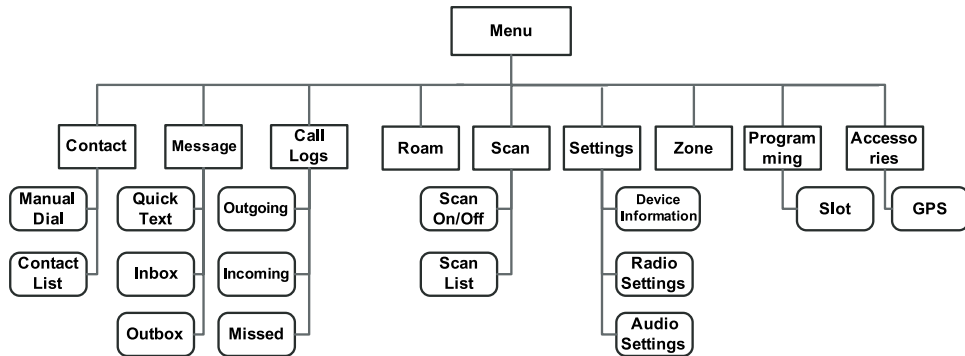 Menu
Contact
Message
Call
Logs
Roam
Scan
Settings
Zone
Program
ming
Accesso
ries
Manual
Dial
Quick
Text
Outgoing
Scan
On/Off
Device
Information
Slot
GPS
Contact
List
Inbox
Incoming
Scan
List
Radio
Settings
Outbox
Missed
Audio
Settings